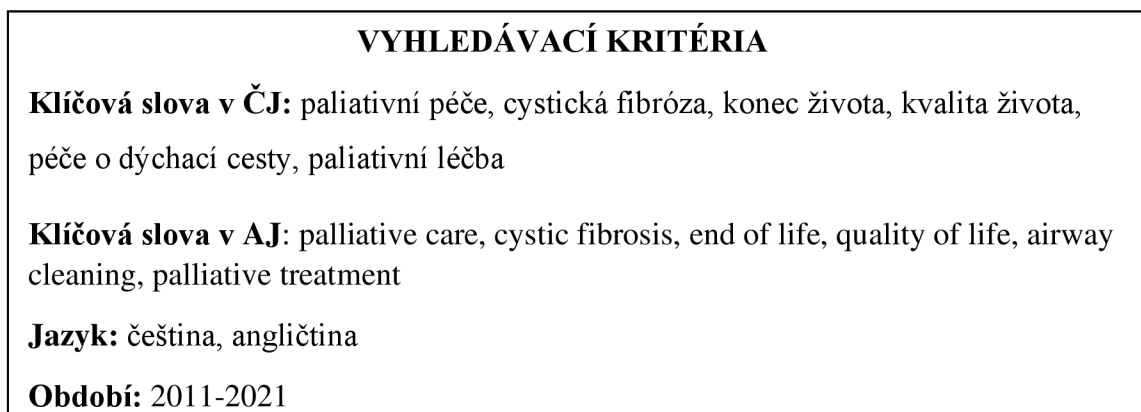 VYHLEDÁVACÍ KRITÉRIA
Klíčová slova v ČJ: paliativní péče, cystická fibróza, konec života, kvalita života,
péče o dýchací cesty, paliativní léčba
Klíčová slova v AJ: palliative care, cystic fibrosis, end of life, quality of life, airway
cleaning, palliative treatment
Jazyk: čeština, angličtina
Období: 2011-2021